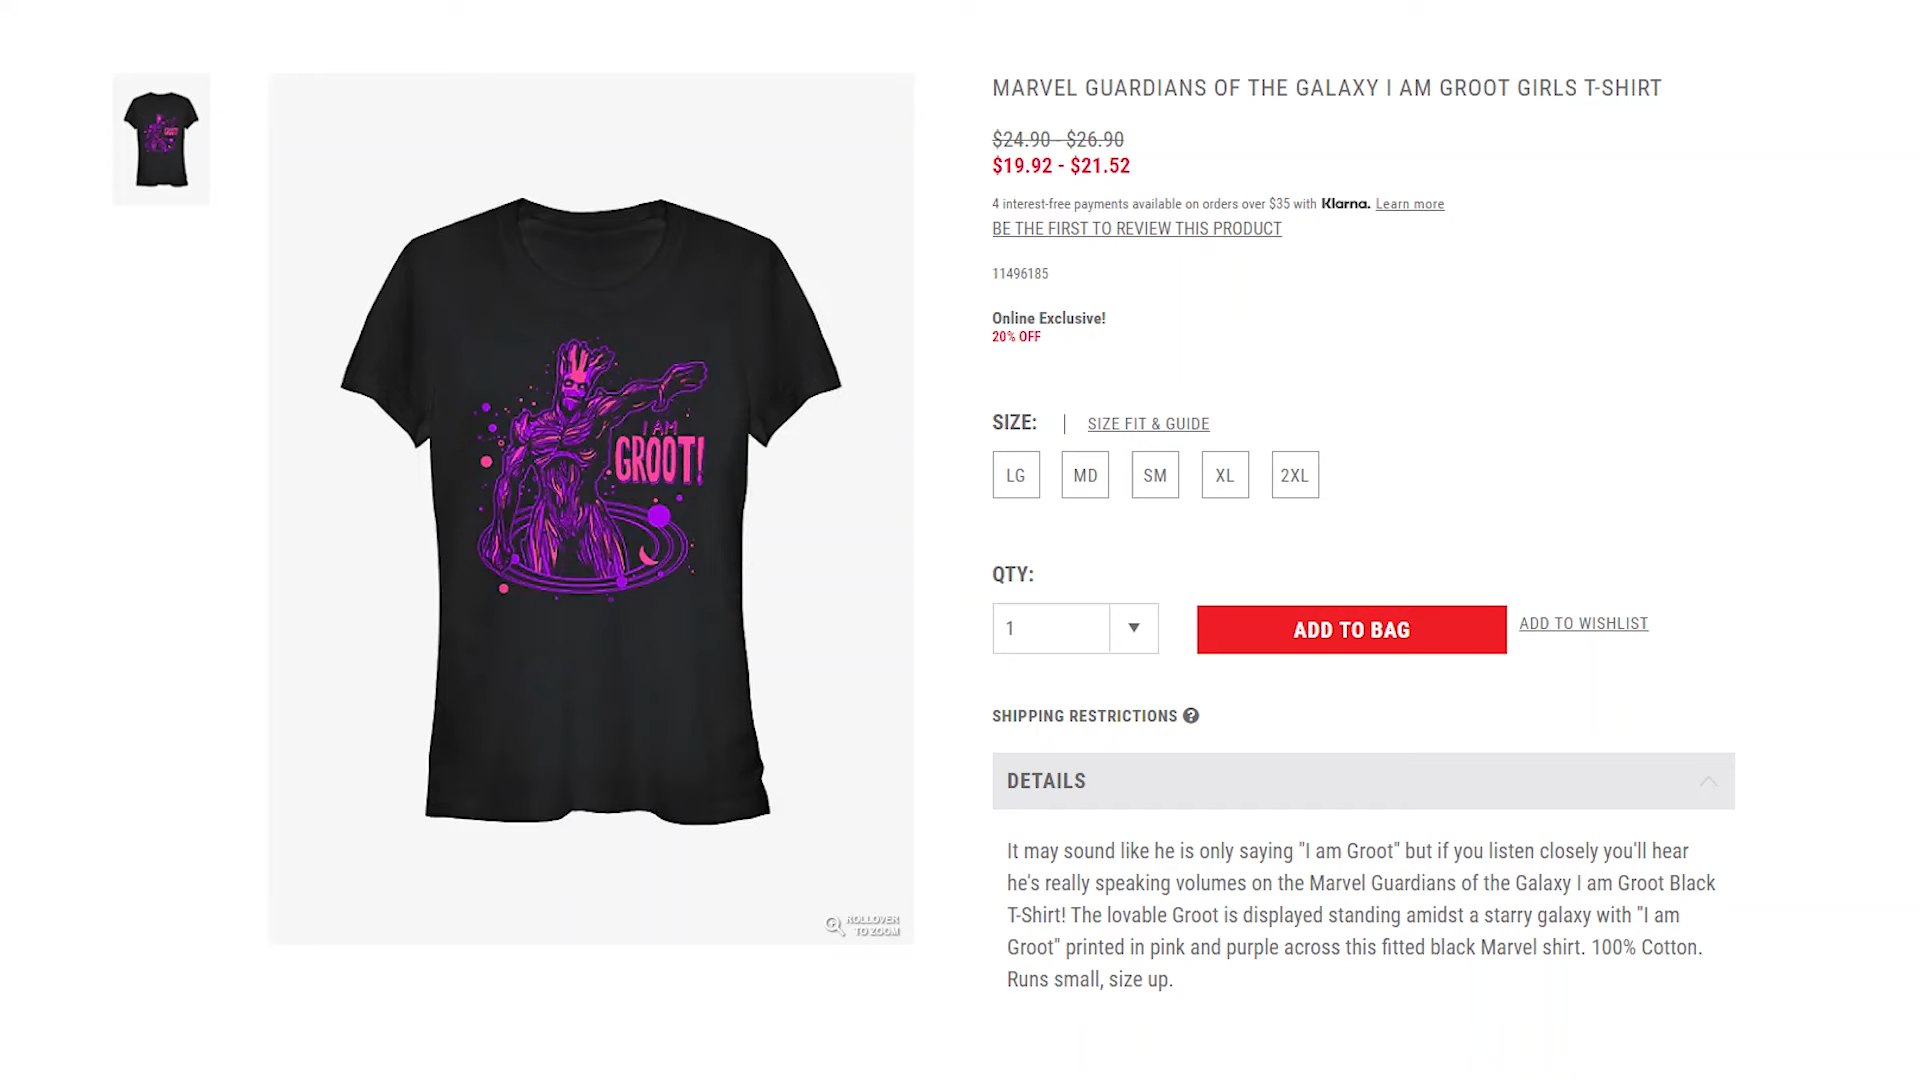 MARVEL GUARDIANS OF THE GALAXY I AM GROOT GIRLS T-SHIRT
$24.90 - $26.90
$19.92 - $21.52
4 interest-free payments available on orders over $35 with Klarna. Learn more
BE THE FIRST TO REVIEW THIS PRODUCT
11496185
Online Exclusive!
20% OFF
SIZE: | SIZE FIT & GUIDE
LG MD SM XL 2XL
QTY:
1 ADD TO BAG ADD TO WISHLIST
SHIPPING RESTRICTIONS
DETAILS
It may sound like he is only saying "I am Groot" but if you listen closely you'll hear
he's really speaking volumes on the Marvel Guardians of the Galaxy I am Groot Black
T-Shirt! The lovable Groot is displayed standing amidst a starry galaxy with "I am
Groot" printed in pink and purple across this fitted black Marvel shirt. 100% Cotton.
Runs small, size up.
I AM
GROOT!
ROLLOVER
TO ZOOM
GROOT!